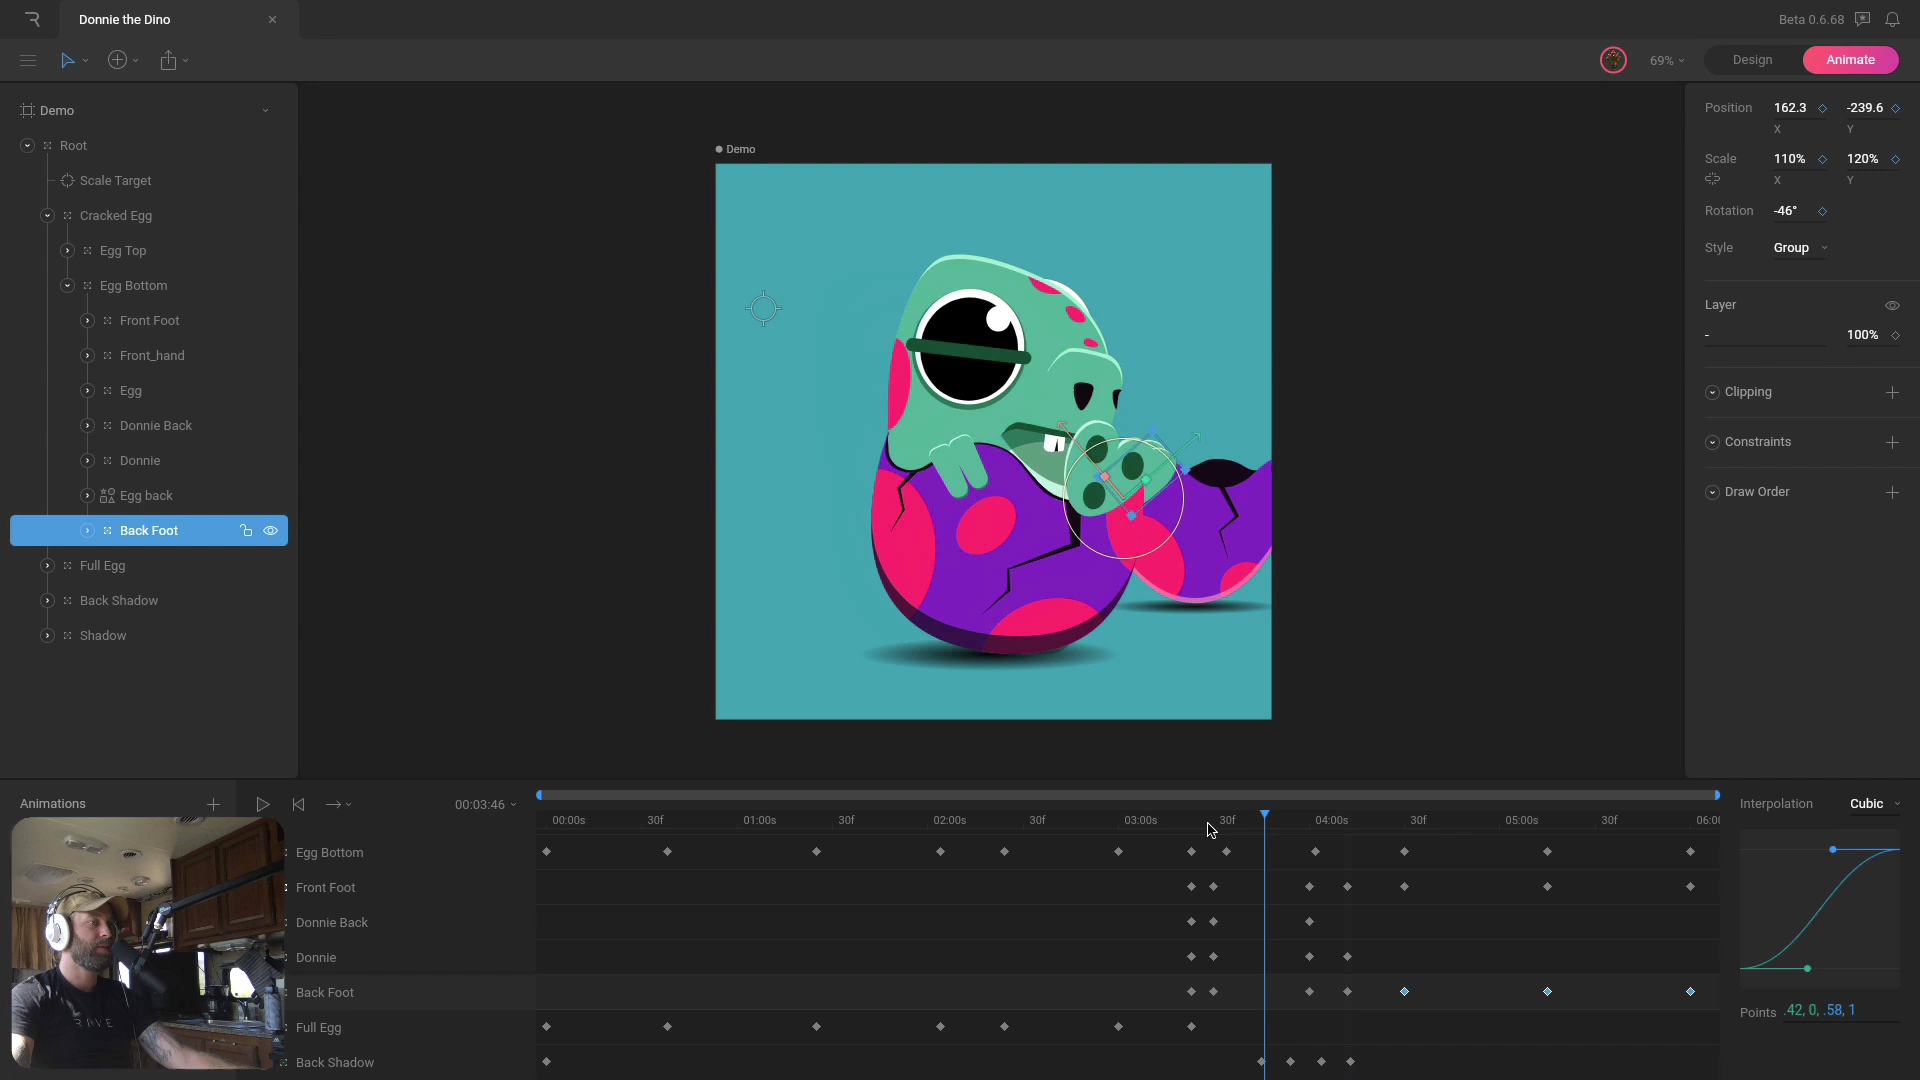 Donnie the Dino
Beta 0.6.68
69%
Design
Animate
Demo
Root
Scale Target
Cracked Egg
Egg Top
Egg Bottom
Front Foot
Front_hand
Egg
Donnie Back
Donnie
Egg back
Back Foot
Full Egg
Back Shadow
Shadow
Demo
Position 162.3 -239.6
X Y
Scale 110% 120%
X Y
Rotation -46°
Style Group
Layer
- 100%
Clipping
Constraints
Draw Order
Animations
00:03:46
00:00s 30f 01:00s 30f 02:00s 30f 03:00s 30f 04:00s 30f 05:00s 30f 06:00
Egg Bottom
Front Foot
Donnie Back
Donnie
Back Foot
Full Egg
Back Shadow
Interpolation Cubic
Points .42, 0, .58, 1